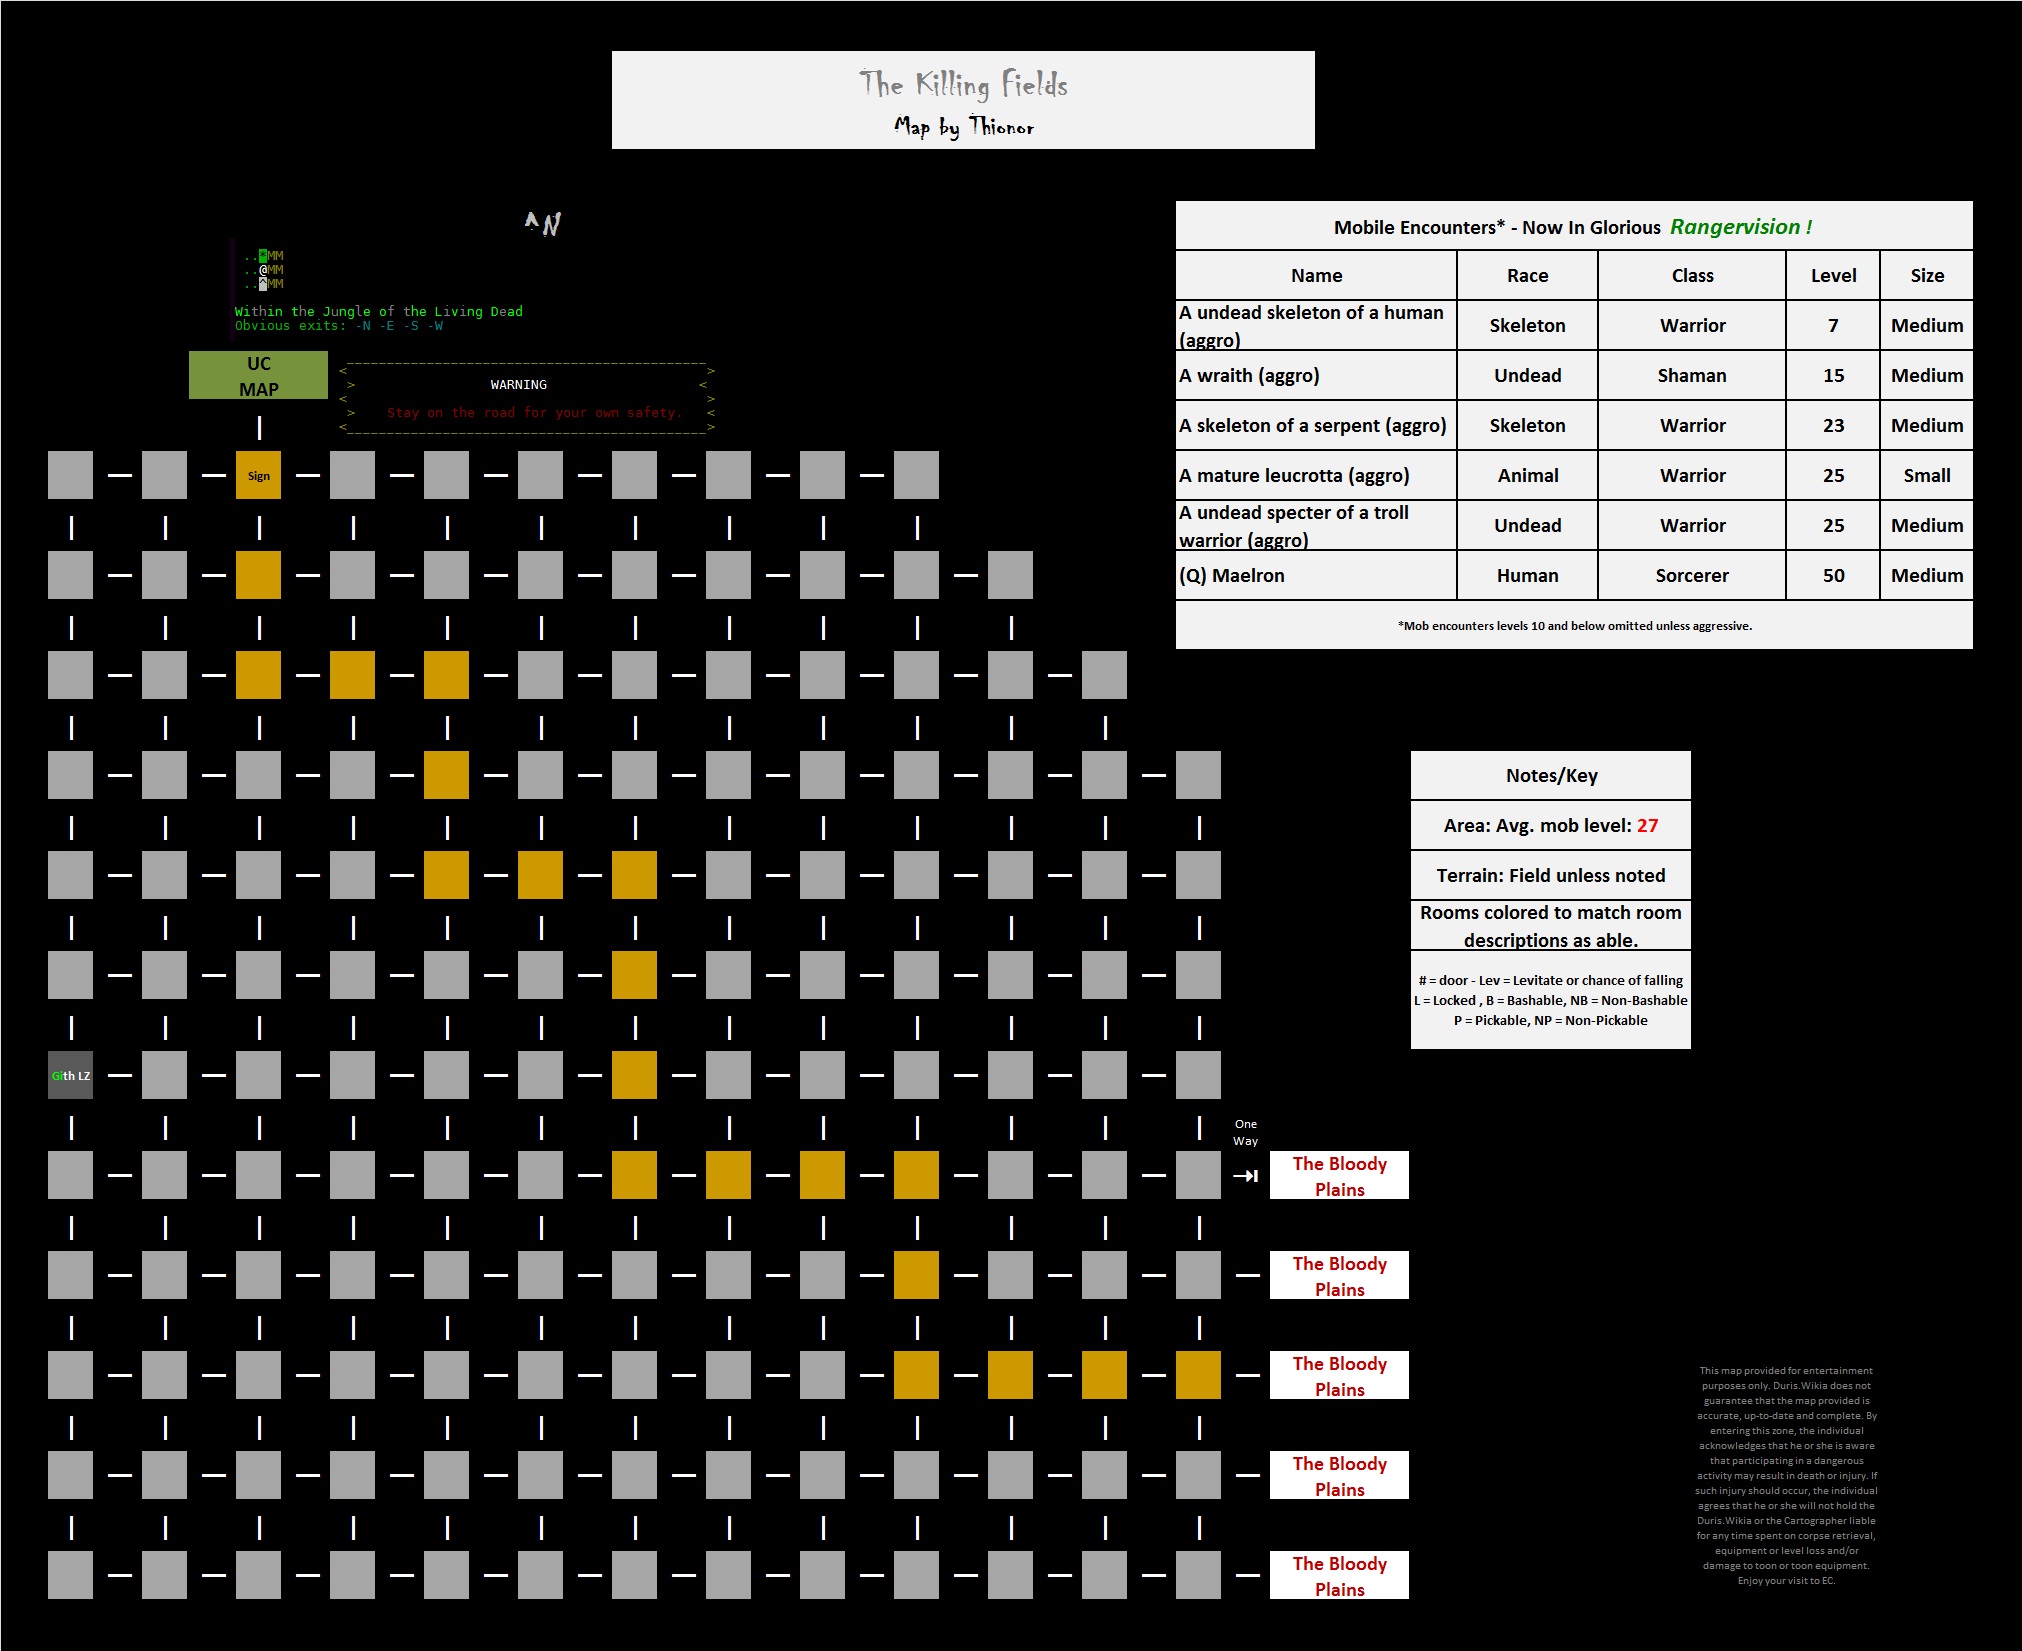 The Killing Fields
Map by Thionor
^N
..*MM
..@MM
..^MM
Within the Jungle of the Living Dead
Obvious exits: -N -E -S -W
UC
MAP
WARNING
Stay on the road for your own safety.
Sign
Gith LZ
One
Way
The Bloody
Plains
The Bloody
Plains
The Bloody
Plains
The Bloody
Plains
The Bloody
Plains
Mobile Encounters* - Now In Glorious Rangervision !
Name Race Class Level Size
A undead skeleton of a human
(aggro) Skeleton Warrior 7 Medium
A wraith (aggro) Undead Shaman 15 Medium
A skeleton of a serpent (aggro) Skeleton Warrior 23 Medium
A mature leucrotta (aggro) Animal Warrior 25 Small
A undead specter of a troll
warrior (aggro) Undead Warrior 25 Medium
(Q) Maelron Human Sorcerer 50 Medium
*Mob encounters levels 10 and below omitted unless aggressive.
Notes/Key
Area: Avg. mob level: 27
Terrain: Field unless noted
Rooms colored to match room
descriptions as able.
# = door - Lev = Levitate or chance of falling
L = Locked , B = Bashable, NB = Non-Bashable
P = Pickable, NP = Non-Pickable
This map provided for entertainment
purposes only. Duris.Wikia does not
guarantee that the map provided is
accurate, up-to-date and complete. By
entering this zone, the individual
acknowledges that he or she is aware
that participating in a dangerous
activity may result in death or injury. If
such injury should occur, the individual
agrees that he or she will not hold the
Duris.Wikia or the Cartographer liable
for any time spent on corpse retrieval,
equipment or level loss and/or
damage to toon or toon equipment.
Enjoy your visit to EC.